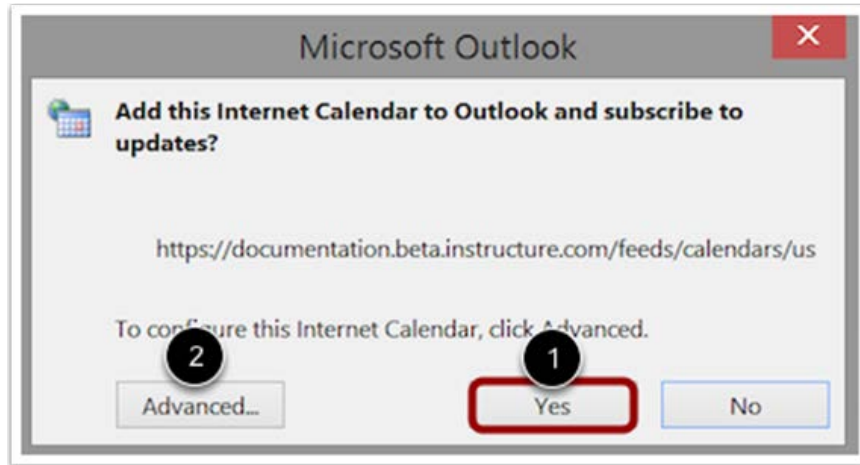 Microsoft Outlook
Add this Internet Calendar to Outlook and subscribe to
updates?
https://documentation.beta.instructure.com/feeds/calendars/us
To configure this Internet Calendar, click Advanced.
2
1
Advanced...
Yes
No